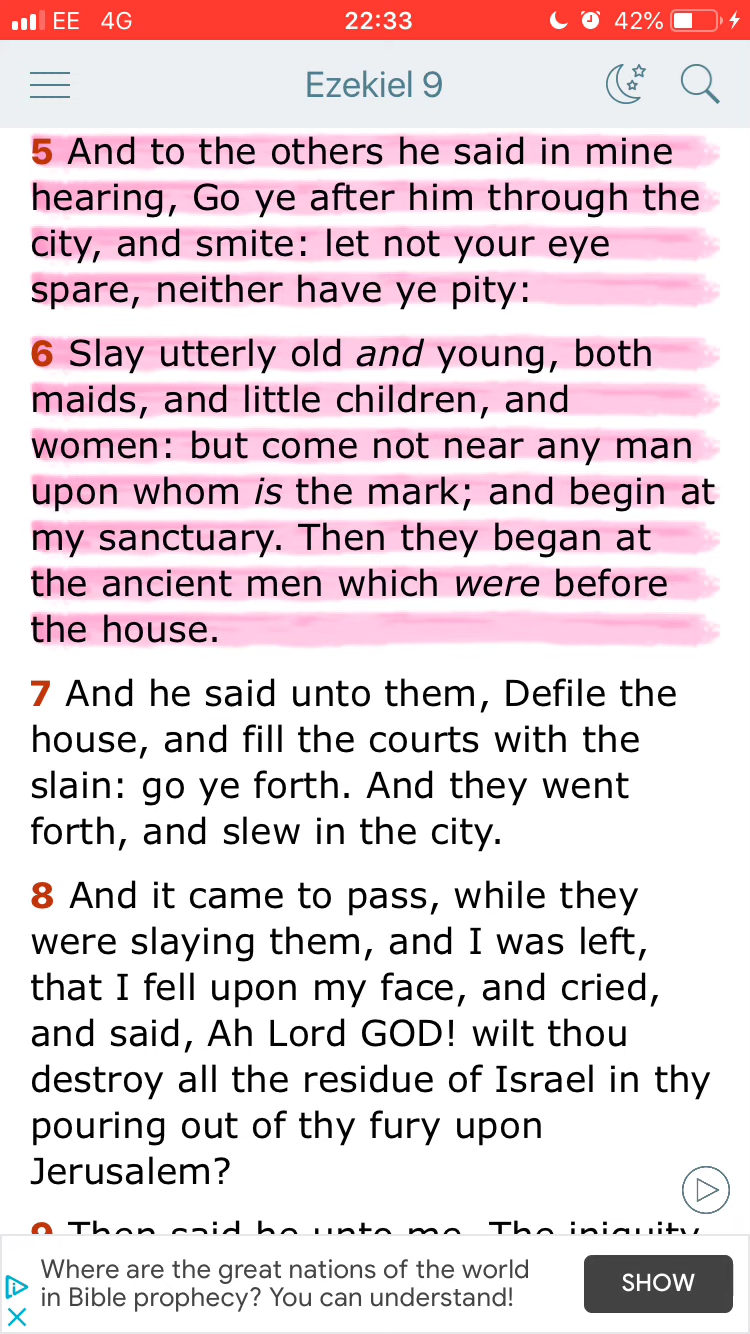 EE 4G 22:33 42%
Ezekiel 9
5 And to the others he said in mine
hearing, Go ye after him through the
city, and smite: let not your eye
spare, neither have ye pity:
6 Slay utterly old and young, both
maids, and little children, and
women: but come not near any man
upon whom is the mark; and begin at
my sanctuary. Then they began at
the ancient men which were before
the house.
7 And he said unto them, Defile the
house, and fill the courts with the
slain: go ye forth. And they went
forth, and slew in the city.
8 And it came to pass, while they
were slaying them, and I was left,
that I fell upon my face, and cried,
and said, Ah Lord GOD! wilt thou
destroy all the residue of Israel in thy
pouring out of thy fury upon
Jerusalem?
9 Then said he unto me, The iniquity
Where are the great nations of the world
in Bible prophecy? You can understand!
SHOW